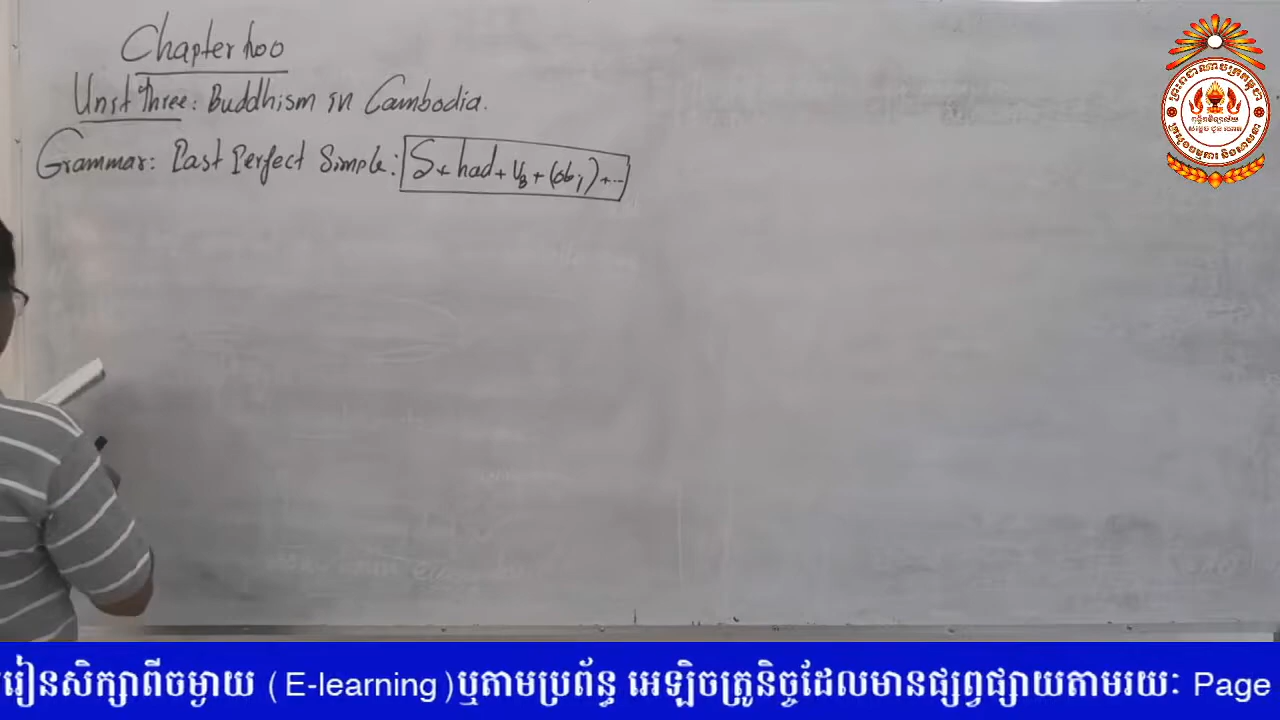 Chapter two
Unit Three: Buddhism in Cambodia.
Grammar: Past Perfect Simple: S + had + V3 + (obj) + ...
រៀនសិក្សាពីចម្ងាយ ( E-learning )ឬតាមប្រព័ន្ធ អេឡិចត្រូនិច្ចដែលមានផ្សព្វផ្សាយតាមរយៈ Page